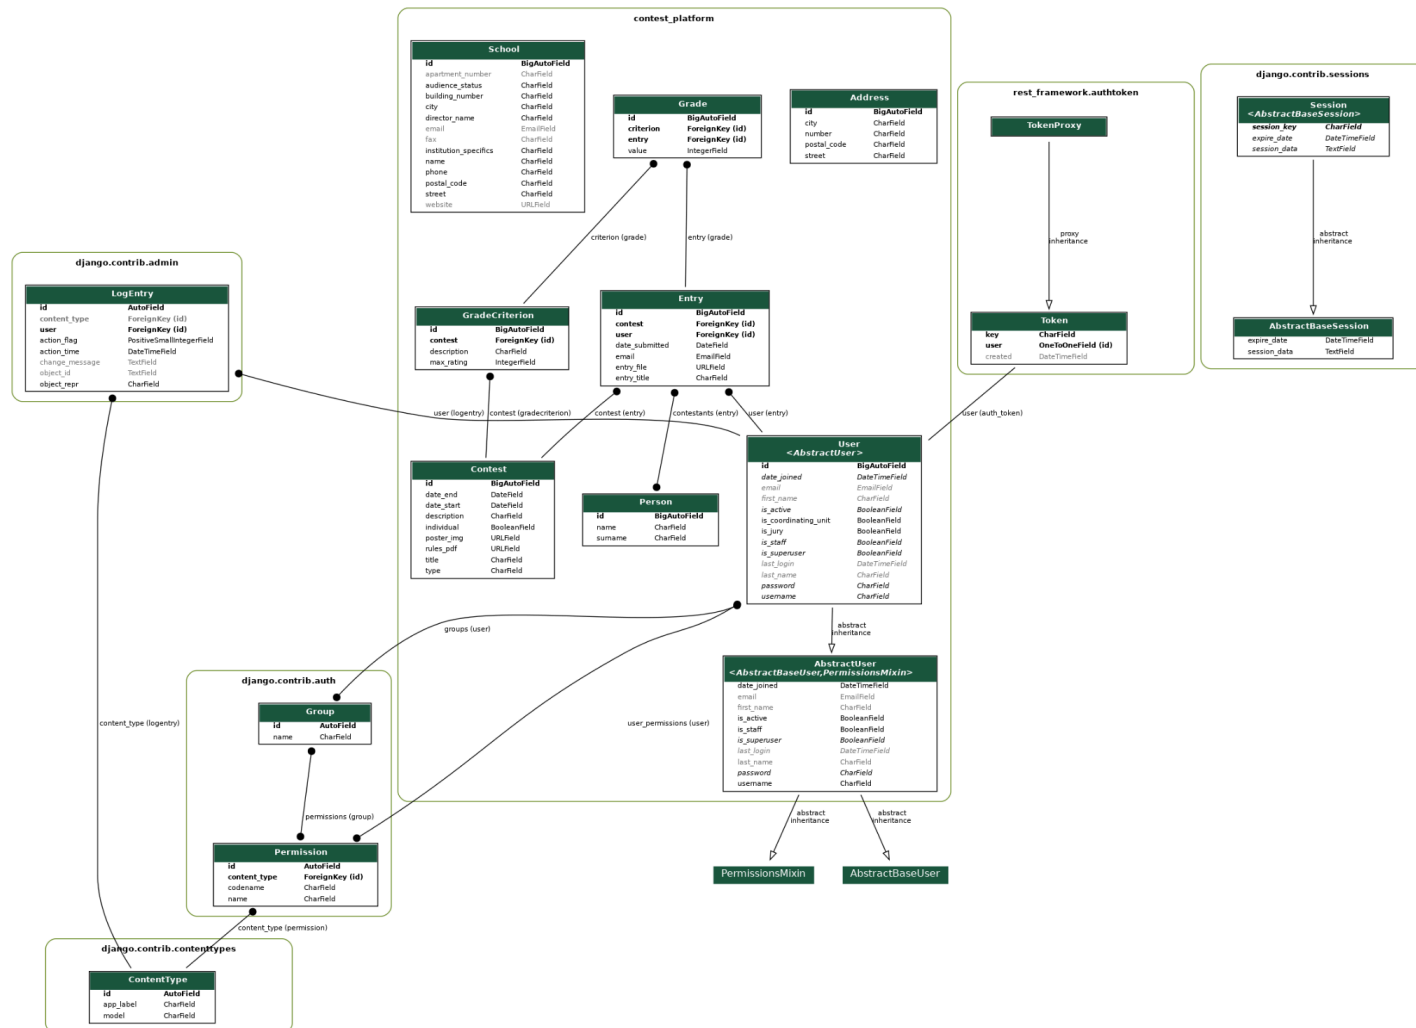 contest_platform
School
id BigAutoField
apartment_number CharField
audience_status CharField
building_number CharField
city CharField
director_name CharField
email EmailField
fax CharField
institution_specifics CharField
name CharField
phone CharField
postal_code CharField
street CharField
website URLField
Grade
id BigAutoField
criterion ForeignKey (id)
entry ForeignKey (id)
value IntegerField
Address
id BigAutoField
city CharField
number CharField
postal_code CharField
street CharField
rest_framework.authtoken
TokenProxy
proxy
inheritance
Token
key CharField
user OneToOneField (id)
created DateTimeField
user (auth_token)
django.contrib.sessions
Session
<AbstractBaseSession>
session_key CharField
expire_date DateTimeField
session_data TextField
abstract
inheritance
AbstractBaseSession
expire_date DateTimeField
session_data TextField
criterion (grade)
entry (grade)
django.contrib.admin
LogEntry
id AutoField
content_type ForeignKey (id)
user ForeignKey (id)
action_flag PositiveSmallIntegerField
action_time DateTimeField
change_message TextField
object_id TextField
object_repr CharField
GradeCriterion
id BigAutoField
contest ForeignKey (id)
description CharField
max_rating IntegerField
Entry
id BigAutoField
contest ForeignKey (id)
user ForeignKey (id)
date_submitted DateField
email EmailField
entry_file URLField
entry_title CharField
user (logentry)
contest (gradecriterion)
contest (entry)
contestants (entry)
user (entry)
Contest
id BigAutoField
date_end DateField
date_start DateField
description CharField
individual BooleanField
poster_img URLField
rules_pdf URLField
title CharField
type CharField
Person
id BigAutoField
name CharField
surname CharField
User
<AbstractUser>
id BigAutoField
date_joined DateTimeField
email EmailField
first_name CharField
is_active BooleanField
is_coordinating_unit BooleanField
is_jury BooleanField
is_staff BooleanField
is_superuser BooleanField
last_login DateTimeField
last_name CharField
password CharField
username CharField
groups (user)
abstract
inheritance
AbstractUser
<AbstractBaseUser,PermissionsMixin>
date_joined DateTimeField
email EmailField
first_name CharField
is_active BooleanField
is_staff BooleanField
is_superuser BooleanField
last_login DateTimeField
last_name CharField
password CharField
username CharField
user_permissions (user)
abstract
inheritance
abstract
inheritance
PermissionsMixin
AbstractBaseUser
django.contrib.auth
Group
id AutoField
name CharField
content_type (logentry)
permissions (group)
Permission
id AutoField
content_type ForeignKey (id)
codename CharField
name CharField
content_type (permission)
django.contrib.contenttypes
ContentType
id AutoField
app_label CharField
model CharField